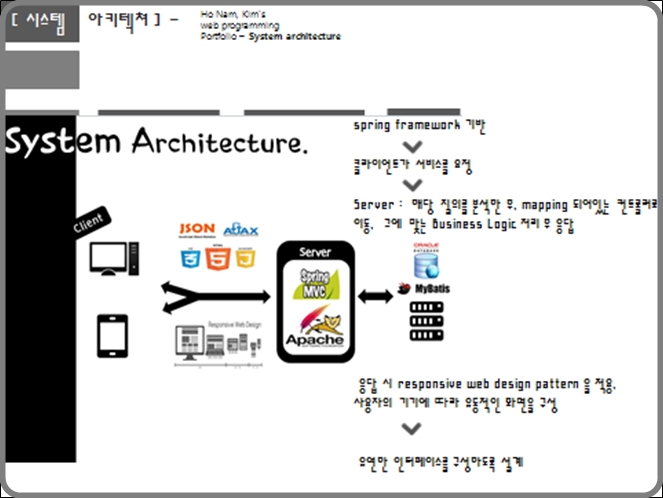 [ 시스템 아키텍쳐 ] –
Ho Nam, Kim's
web programming
Portfolio – System architecture
System Architecture.
spring framework 기반
클라이언트가 서비스를 요청
Server : 해당 질의를 분석한 후, mapping 되어있는 컨트롤러로
이동, 그에 맞는 Business Logic 처리 후 응답
Client
JSON
AJAX
HTML
3 5 J
Server
Spring
MVC
Apache
ORACLE
DATABASE
MyBatis
Responsive Web Design
응답 시 responsive web design pattern 을 적용,
사용자의 기기에 따라 유동적인 화면을 구성
유연한 인터페이스를 구성하도록 설계